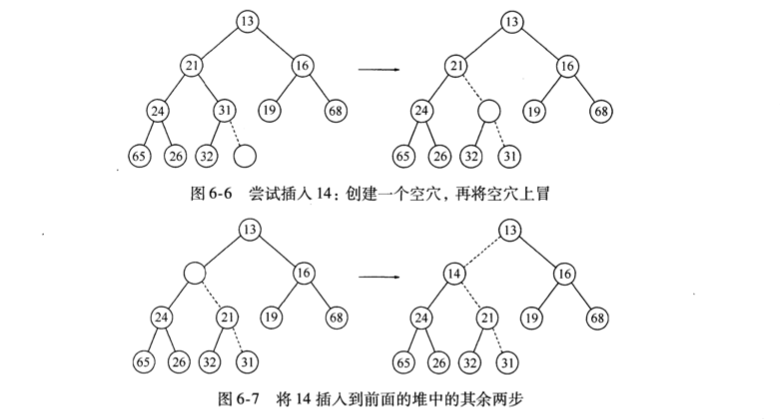 13 13
21 16 21 16
24 31 19 68 24 19 68
65 26 32 65 26 32 31
图 6-6 尝试插入 14：创建一个空穴，再将空穴上冒
13 13
16 14 16
24 21 19 68 24 21 19 68
65 26 32 31 65 26 32 31
图 6-7 将 14 插入到前面的堆中的其余两步